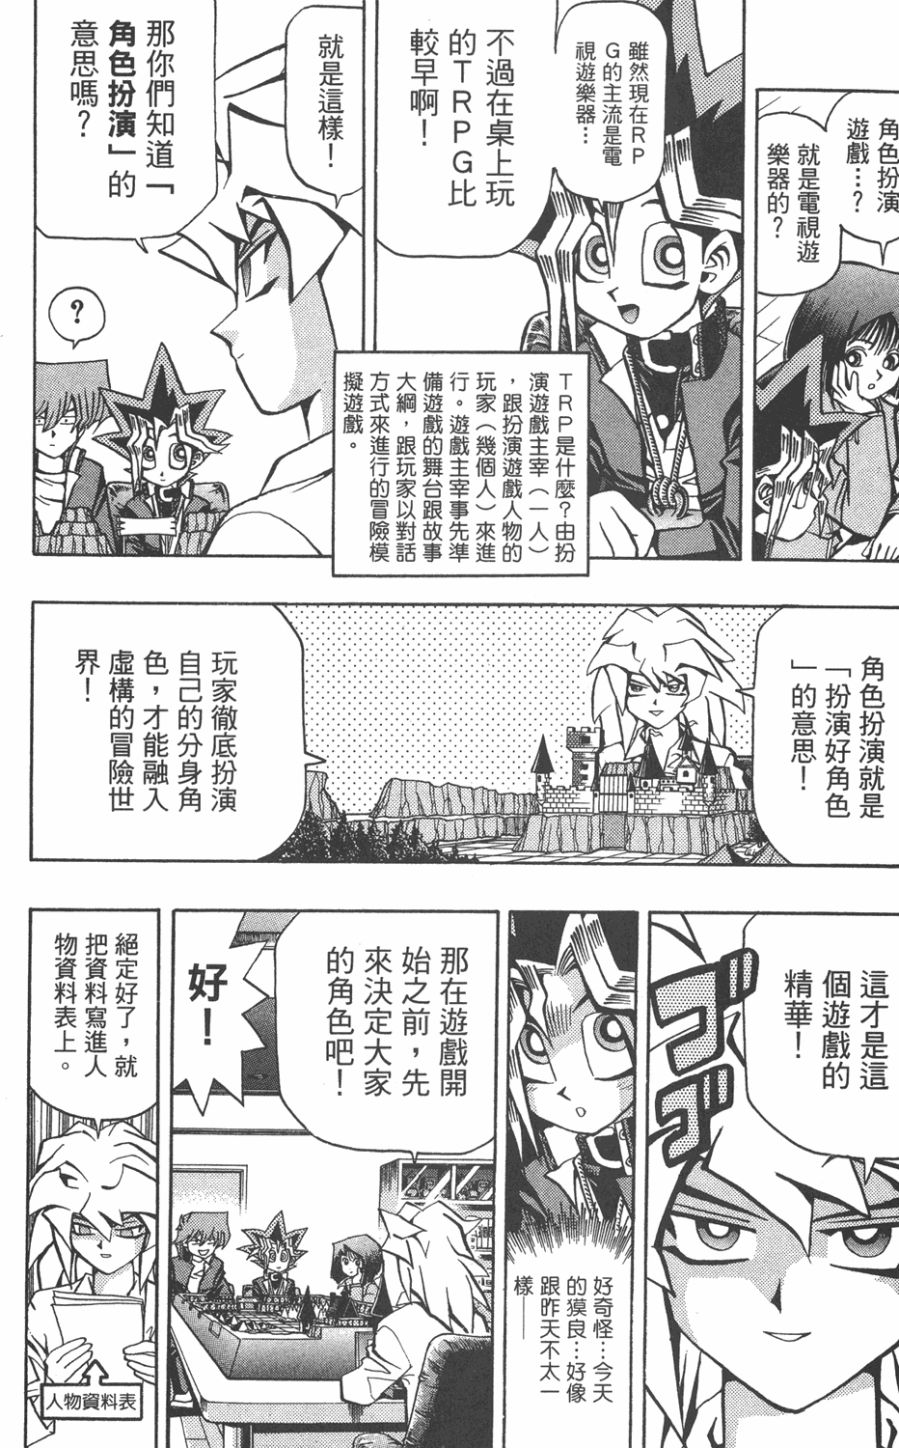 角色扮演
遊戲…?
就是電視遊
樂器的?
雖然現在RP
G的主流是電
視遊樂器…
不過在桌上玩
的TRPG比
較早啊!
TRP是什麼?由扮
演遊戲主宰(一人)
,跟扮演遊戲人物的
玩家(幾個人)來進
行。遊戲主宰事先準
備遊戲的舞台跟故事
大綱,跟玩家以對話
方式來進行的冒險模
擬遊戲。
就是這樣!
那你們知道「
角色扮演」的
意思嗎?
?
角色扮演就是
「扮演好角色
」的意思!
玩家徹底扮演
自己的分身角
色,才能融入
虛構的冒險世
界!
這才是這
個遊戲的
精華!
ゴゴゴ
好奇怪…今天
的獏良…好像
跟昨天不太一
樣——
那在遊戲開
始之前,先
來決定大家
的角色吧!
好!
絕定好了,就
把資料寫進人
物資料表上。
人物資料表